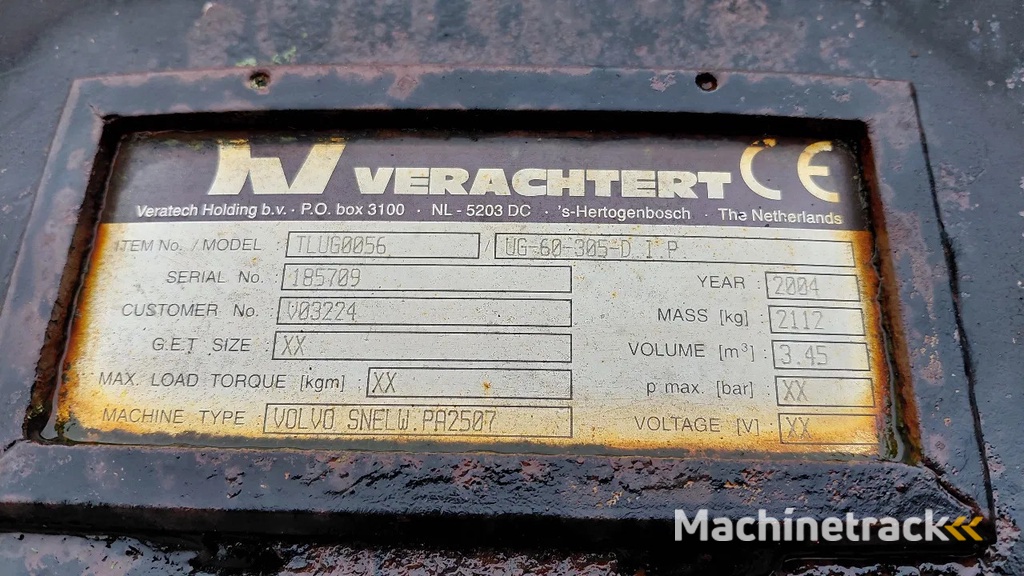 VERACHTERT CE
Veratech Holding b.v. · P.O. box 3100 · NL - 5203 DC · 's-Hertogenbosch · The Netherlands
ITEM No. / MODEL : TLUG0056 / UG-60-305-D.I.P.
SERIAL No. : 185709 YEAR : 2004
CUSTOMER No. : V03224 MASS [kg] : 2112
G.E.T SIZE : XX VOLUME [m³] : 3.45
MAX. LOAD TORQUE [kgm] : XX p max. [bar] : XX
MACHINE TYPE : VOLVO SNELW.PA2507 VOLTAGE [V] : XX
Machinetrack